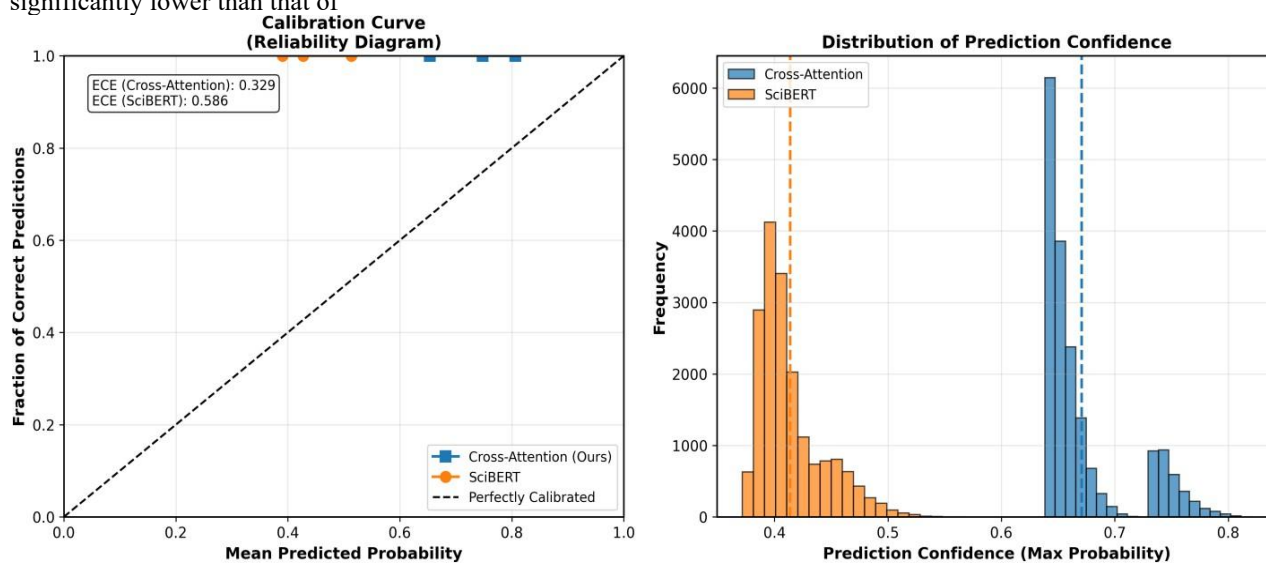 significantly lower than that of
Calibration Curve
(Reliability Diagram)
1.0
0.8
0.6
0.4
0.2
0.0
Fraction of Correct Predictions
ECE (Cross-Attention): 0.329
ECE (SciBERT): 0.586
Cross-Attention (Ours)
SciBERT
Perfectly Calibrated
0.0 0.2 0.4 0.6 0.8 1.0
Mean Predicted Probability
Distribution of Prediction Confidence
6000
5000
4000
3000
2000
1000
0
Frequency
Cross-Attention
SciBERT
0.4 0.5 0.6 0.7 0.8
Prediction Confidence (Max Probability)